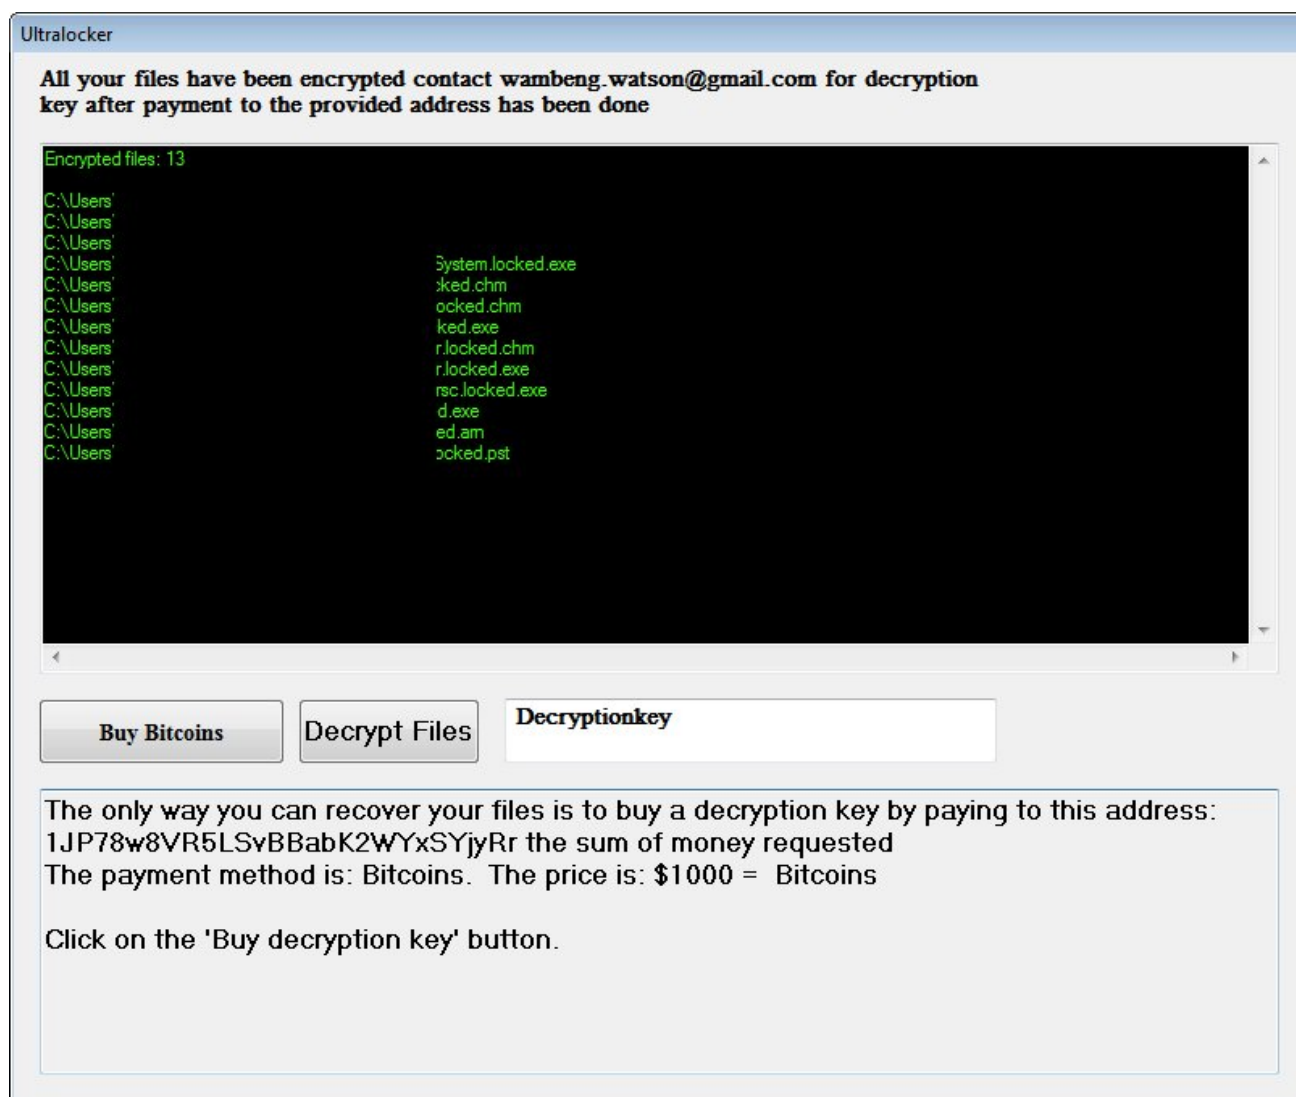 Ultralocker
All your files have been encrypted contact wambeng.watson@gmail.com for decryption
key after payment to the provided address has been done
Encrypted files: 13
C:\Users'
C:\Users'
C:\Users'
C:\Users' System.locked.exe
C:\Users' cked.chm
C:\Users' ocked.chm
C:\Users' ked.exe
C:\Users' r.locked.chm
C:\Users' r.locked.exe
C:\Users' rsc.locked.exe
C:\Users' d.exe
C:\Users'
C:\Users' ocked.pst
Buy Bitcoins
Decrypt Files
Decryptionkey
The only way you can recover your files is to buy a decryption key by paying to this address:
1JP78w8VR5LSvBBabK2WYxSYjyRr the sum of money requested
The payment method is: Bitcoins. The price is: $1000 = Bitcoins
Click on the 'Buy decryption key' button.